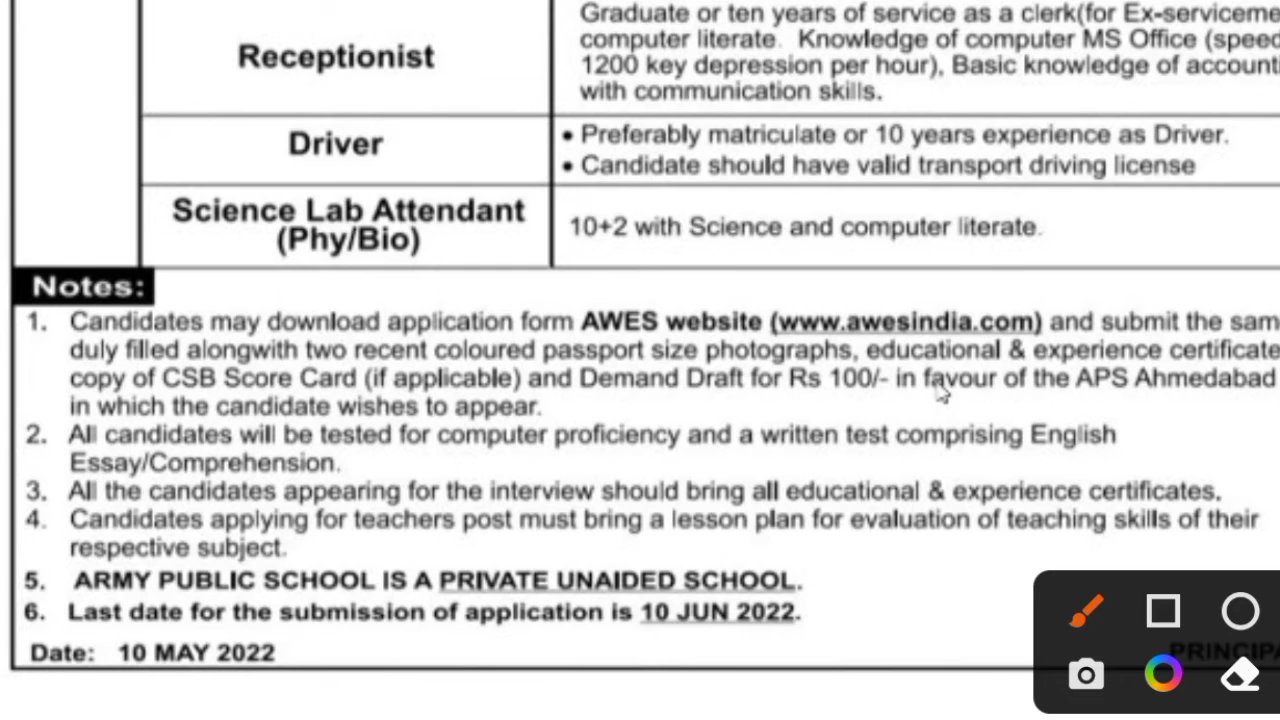 Graduate or ten years of service as a clerk(for Ex-serviceme
Receptionist
computer literate. Knowledge of computer MS Office (speed
1200 key depression per hour), Basic knowledge of account
with communication skills.
Driver
• Preferably matriculate or 10 years experience as Driver.
• Candidate should have valid transport driving license
Science Lab Attendant
(Phy/Bio)
10+2 with Science and computer literate.
Notes:
1. Candidates may download application form AWES website (www.awesindia.com) and submit the sam
duly filled alongwith two recent coloured passport size photographs, educational & experience certificate
copy of CSB Score Card (if applicable) and Demand Draft for Rs 100/- in favour of the APS Ahmedabad
in which the candidate wishes to appear.
2. All candidates will be tested for computer proficiency and a written test comprising English
Essay/Comprehension.
3. All the candidates appearing for the interview should bring all educational & experience certificates.
4. Candidates applying for teachers post must bring a lesson plan for evaluation of teaching skills of their
respective subject.
5. ARMY PUBLIC SCHOOL IS A PRIVATE UNAIDED SCHOOL.
6. Last date for the submission of application is 10 JUN 2022.
Date: 10 MAY 2022
PRINCIPA